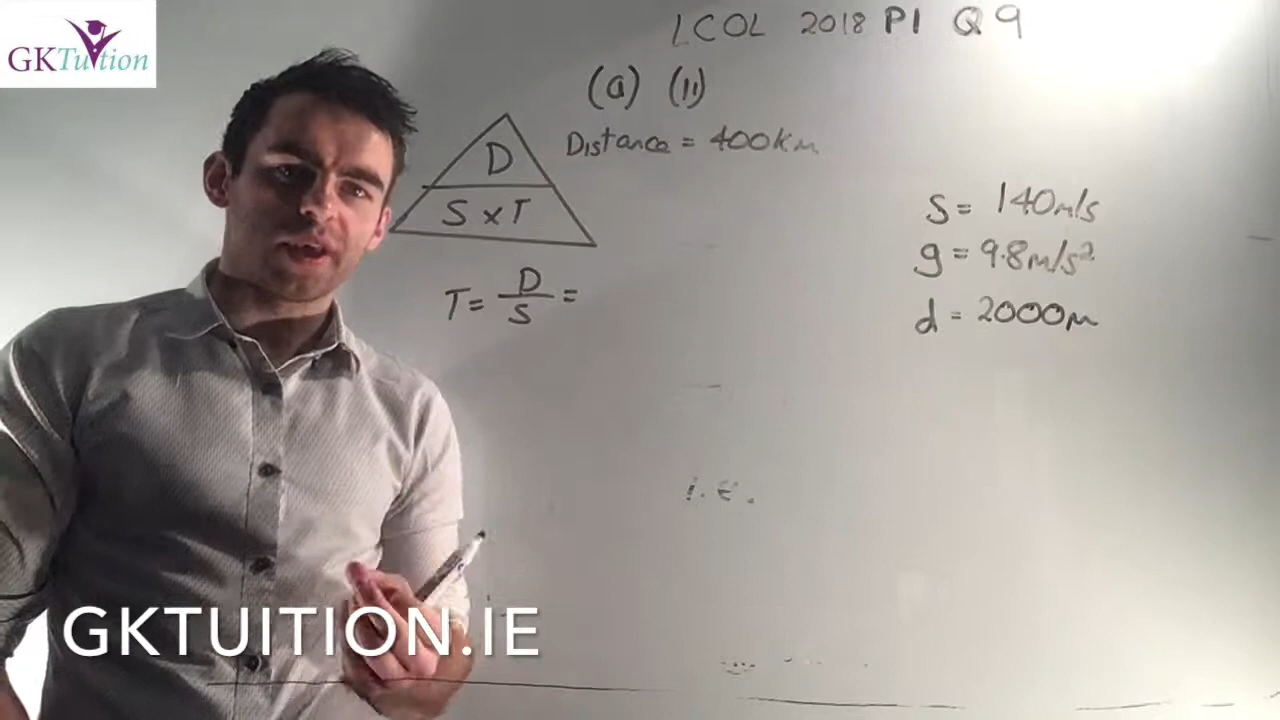 GKTuition
LCOL 2018 P1 Q9
(a) (II)
Distance = 400km
D
S x T
T = D/S =
s = 140m/s
g = 9.8m/s²
d = 2000m
i.e.
GKTUITION.IE